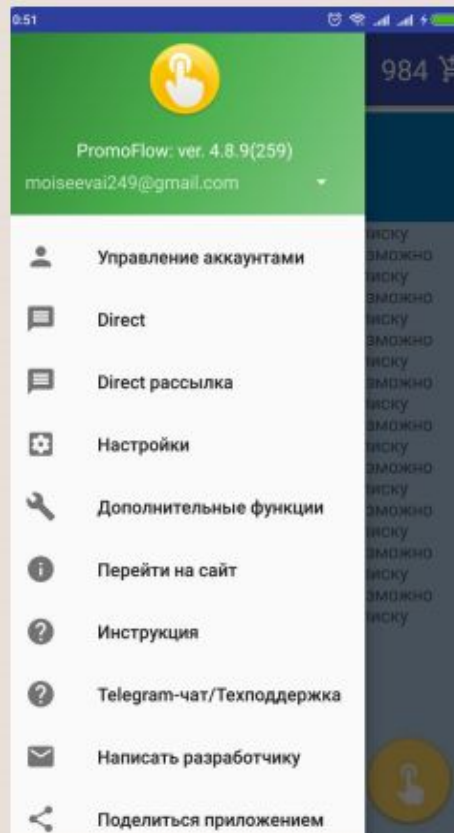 0:51
984
PromoFlow: ver. 4.8.9(259)
moiseevai249@gmail.com
Управление аккаунтами
Direct
Direct рассылка
Настройки
Дополнительные функции
Перейти на сайт
Инструкция
Telegram-чат/Техподдержка
Написать разработчику
Поделиться приложением